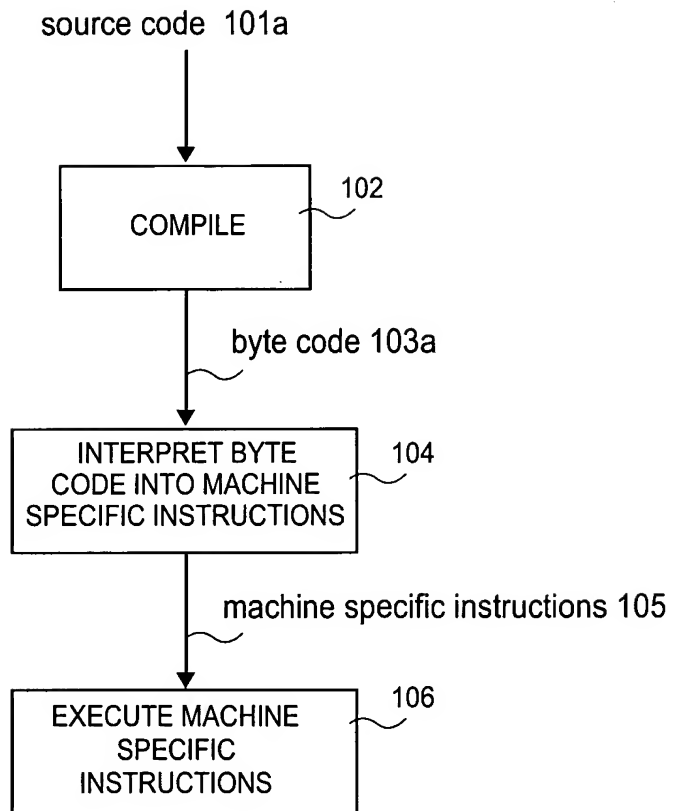 source code 101a
COMPILE
102
byte code 103a
INTERPRET BYTE
CODE INTO MACHINE
SPECIFIC INSTRUCTIONS
104
machine specific instructions 105
EXECUTE MACHINE
SPECIFIC
INSTRUCTIONS
106